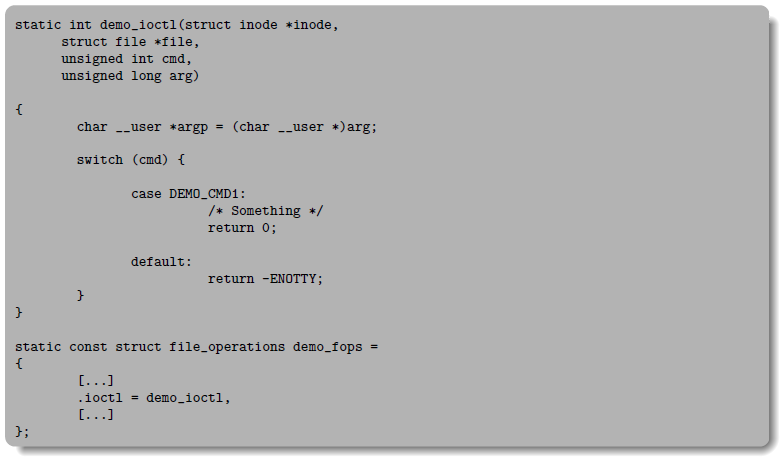 static int demo_ioctl(struct inode *inode,
      struct file *file,
      unsigned int cmd,
      unsigned long arg)
{
        char __user *argp = (char __user *)arg;
        switch (cmd) {
               case DEMO_CMD1:
                         /* Something */
                         return 0;
               default:
                         return -ENOTTY;
        }
}
static const struct file_operations demo_fops =
{
        [...]
        .ioctl = demo_ioctl,
        [...]
};